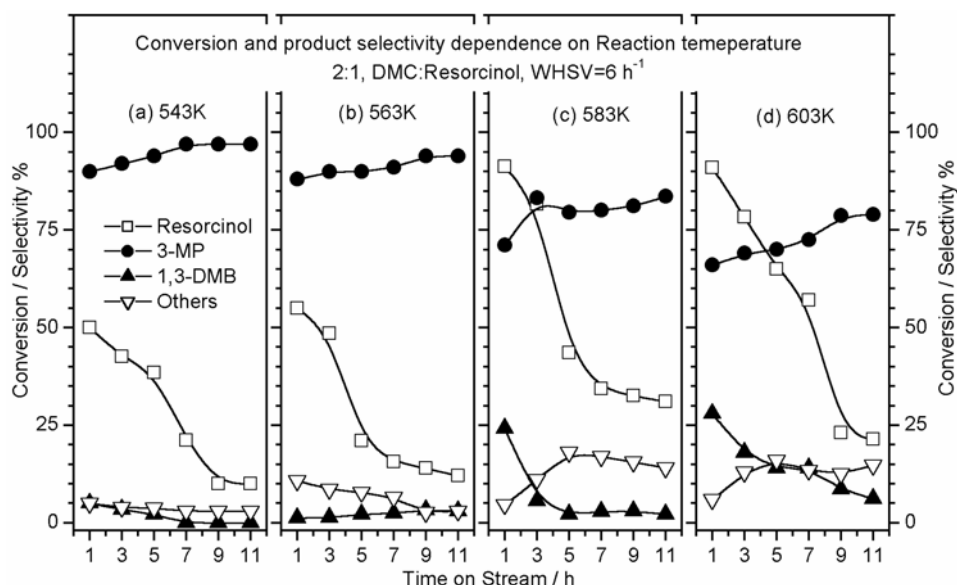 Conversion and product selectivity dependence on Reaction temeperature
2:1, DMC:Resorcinol, WHSV=6 h⁻¹
(a) 543K
(b) 563K
(c) 583K
(d) 603K
Conversion / Selectivity %
100
75
50
25
0
Resorcinol
3-MP
1,3-DMB
Others
1 3 5 7 9 11
1 3 5 7 9 11
1 3 5 7 9 11
1 3 5 7 9 11
100
75
50
25
0
Conversion / Selectivity %
Time on Stream / h